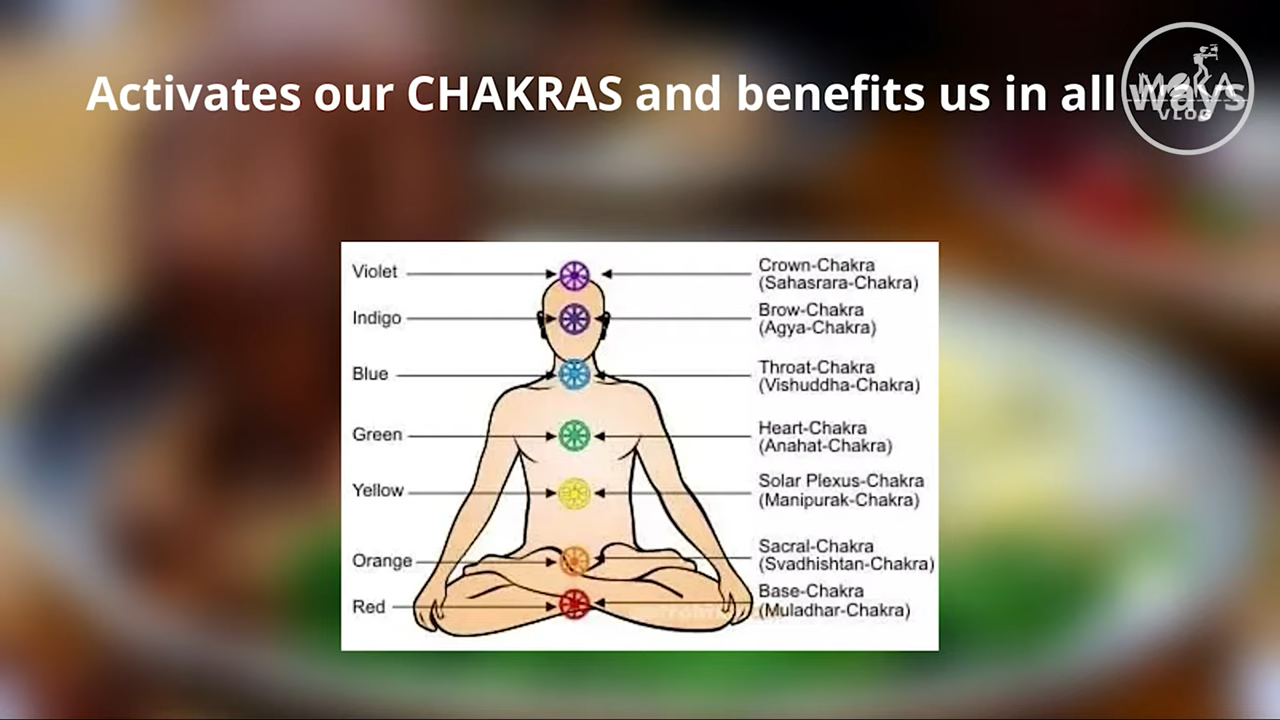 Activates our CHAKRAS and benefits us in all ways
VLOG
Violet
Crown-Chakra
(Sahasrara-Chakra)
Indigo
Brow-Chakra
(Agya-Chakra)
Blue
Throat-Chakra
(Vishuddha-Chakra)
Green
Heart-Chakra
(Anahat-Chakra)
Yellow
Solar Plexus-Chakra
(Manipurak-Chakra)
Orange
Sacral-Chakra
(Svadhishtan-Chakra)
Red
Base-Chakra
(Muladhar-Chakra)